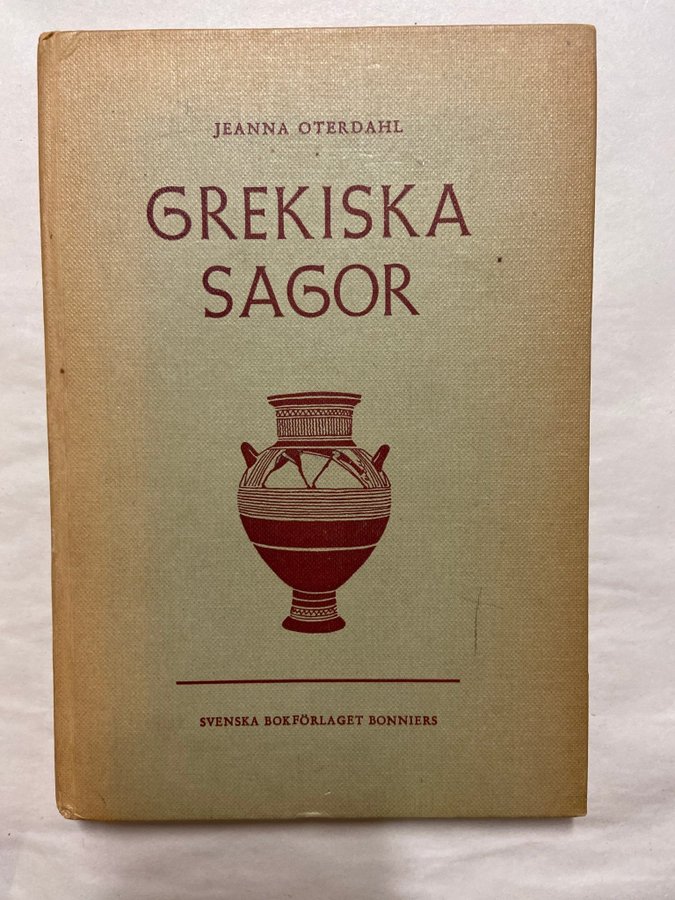 JEANNA OTERDAHL
GREKISKA
SAGOR
SVENSKA BOKFÖRLAGET BONNIERS